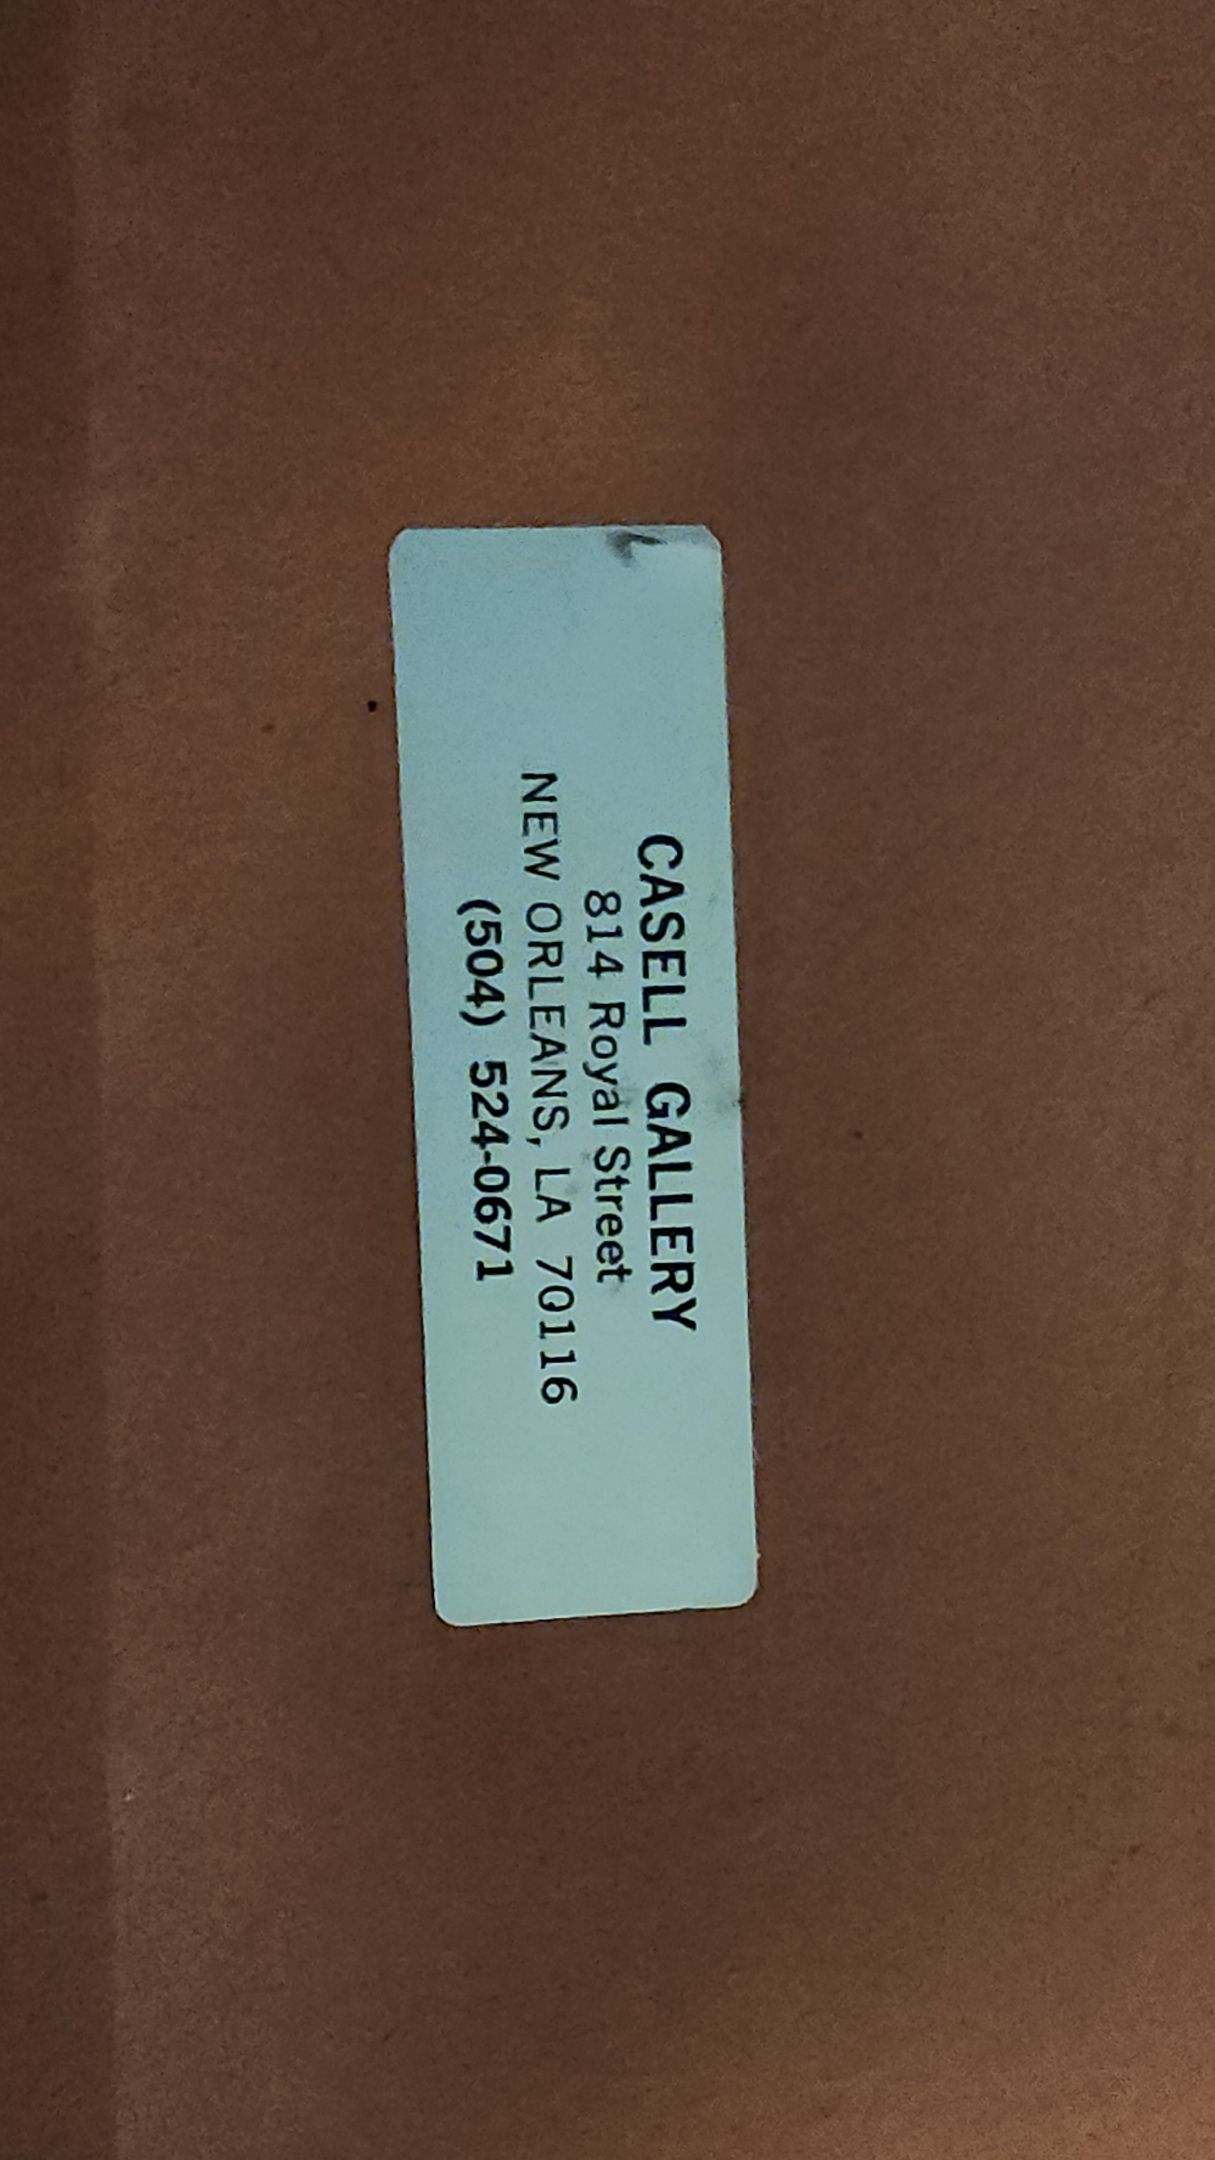 CASELL GALLERY
814 Royal Street
NEW ORLEANS, LA 70116
(504) 524-0671